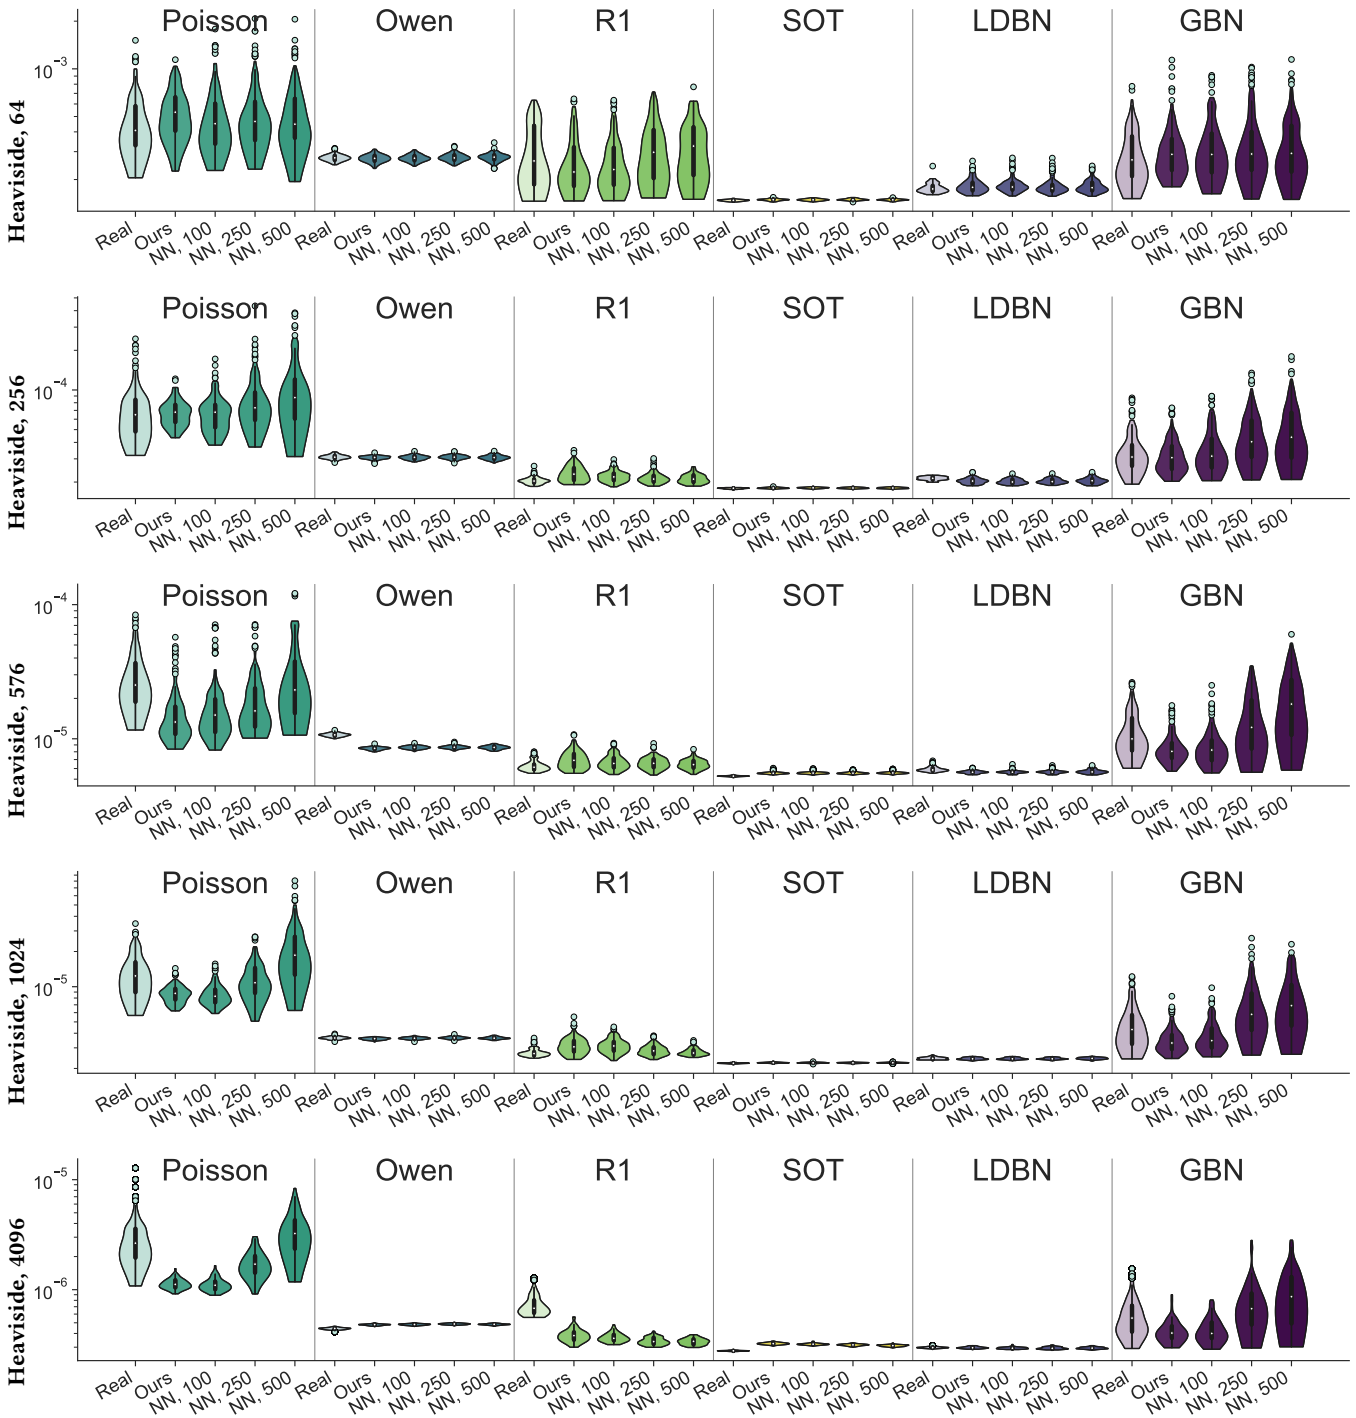 Poisson Owen R1 SOT LDBN GBN
10⁻³
Heaviside, 64
Real Ours NN, 100 NN, 250 NN, 500 Real Ours NN, 100 NN, 250 NN, 500 Real Ours NN, 100 NN, 250 NN, 500 Real Ours NN, 100 NN, 250 NN, 500 Real Ours NN, 100 NN, 250 NN, 500 Real Ours NN, 100 NN, 250 NN, 500
Poisson Owen R1 SOT LDBN GBN
10⁻⁴
Heaviside, 256
Real Ours NN, 100 NN, 250 NN, 500 Real Ours NN, 100 NN, 250 NN, 500 Real Ours NN, 100 NN, 250 NN, 500 Real Ours NN, 100 NN, 250 NN, 500 Real Ours NN, 100 NN, 250 NN, 500 Real Ours NN, 100 NN, 250 NN, 500
Poisson Owen R1 SOT LDBN GBN
10⁻⁴
10⁻⁵
Heaviside, 576
Real Ours NN, 100 NN, 250 NN, 500 Real Ours NN, 100 NN, 250 NN, 500 Real Ours NN, 100 NN, 250 NN, 500 Real Ours NN, 100 NN, 250 NN, 500 Real Ours NN, 100 NN, 250 NN, 500 Real Ours NN, 100 NN, 250 NN, 500
Poisson Owen R1 SOT LDBN GBN
10⁻⁵
Heaviside, 1024
Real Ours NN, 100 NN, 250 NN, 500 Real Ours NN, 100 NN, 250 NN, 500 Real Ours NN, 100 NN, 250 NN, 500 Real Ours NN, 100 NN, 250 NN, 500 Real Ours NN, 100 NN, 250 NN, 500 Real Ours NN, 100 NN, 250 NN, 500
Poisson Owen R1 SOT LDBN GBN
10⁻⁵
10⁻⁶
Heaviside, 4096
Real Ours NN, 100 NN, 250 NN, 500 Real Ours NN, 100 NN, 250 NN, 500 Real Ours NN, 100 NN, 250 NN, 500 Real Ours NN, 100 NN, 250 NN, 500 Real Ours NN, 100 NN, 250 NN, 500 Real Ours NN, 100 NN, 250 NN, 500